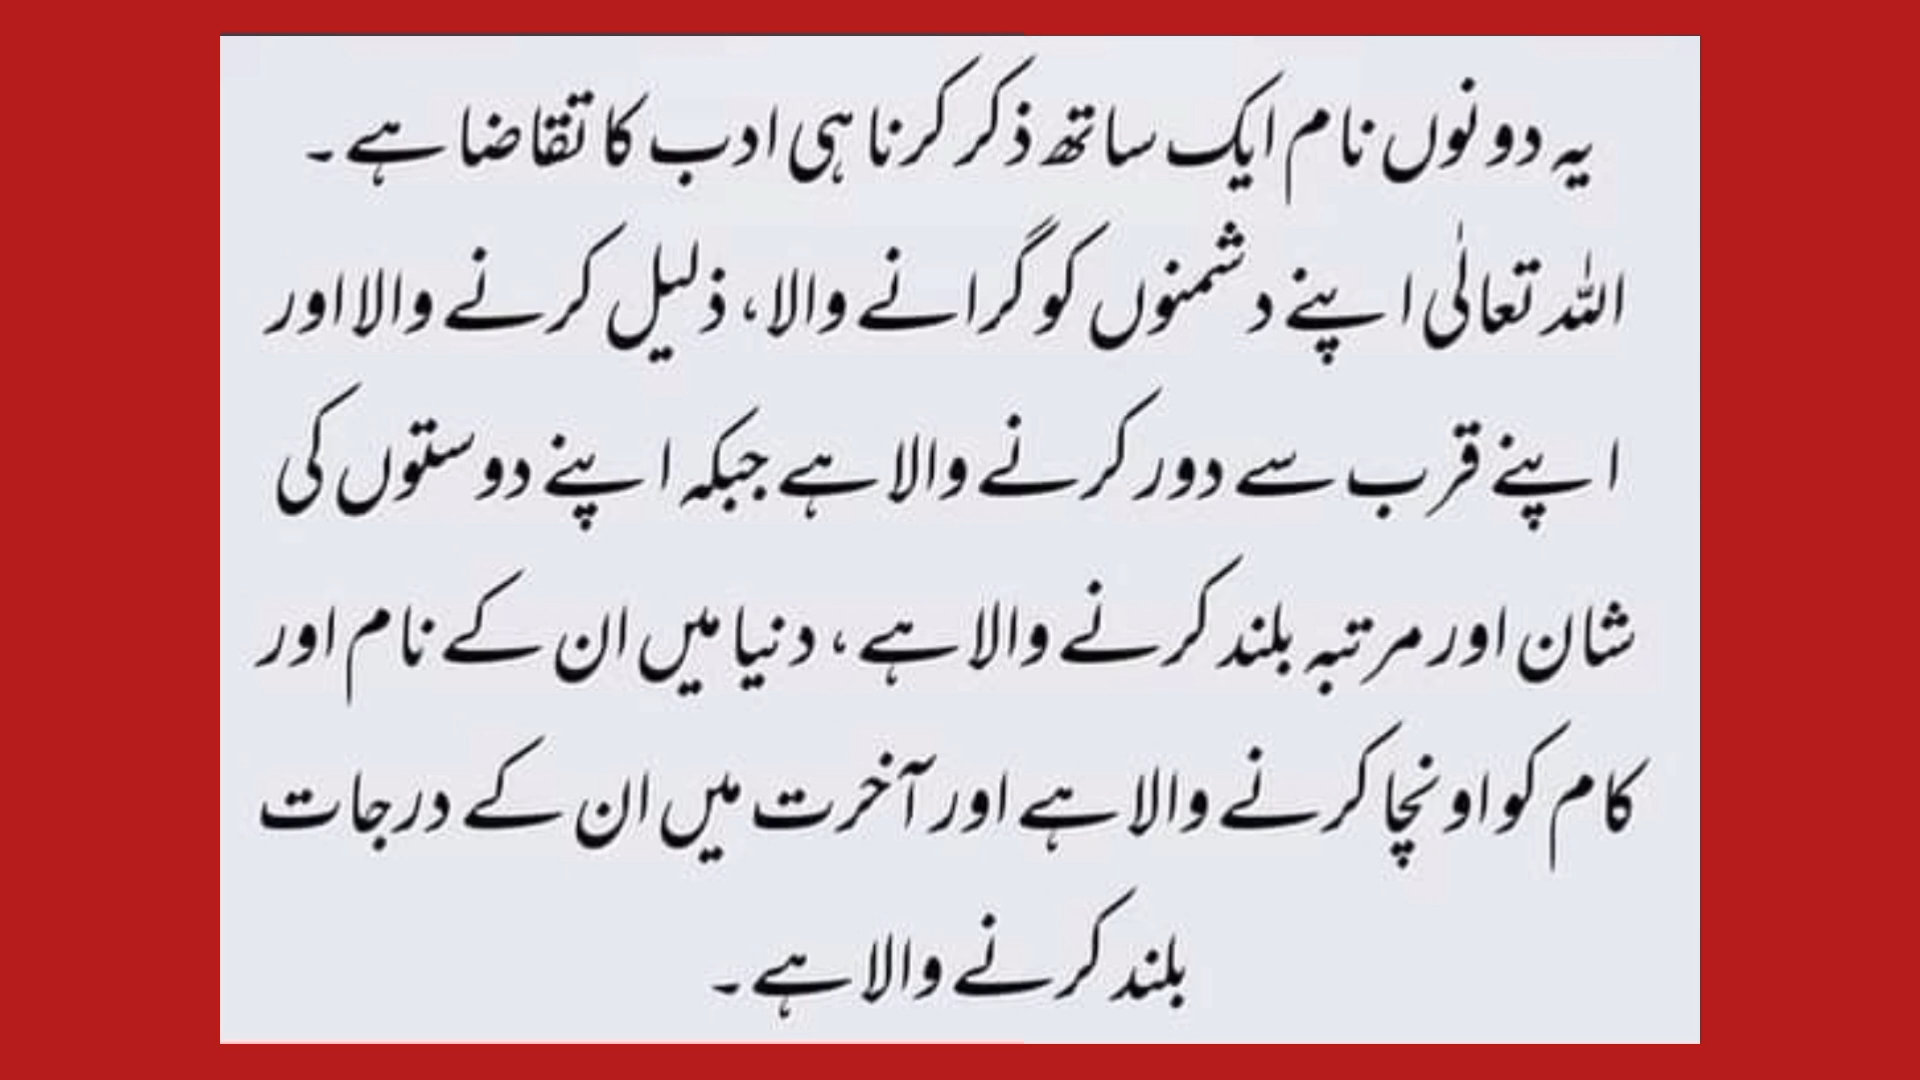 یہ دونوں نام ایک ساتھ ذکر کرنا ہی ادب کا تقاضا ہے۔
اللہ تعالٰی اپنے دشمنوں کو گرانے والا، ذلیل کرنے والا اور
اپنے قرب سے دور کرنے والا ہے جبکہ اپنے دوستوں کی
شان اور مرتبہ بلند کرنے والا ہے، دنیا میں ان کے نام اور
کام کو اونچا کرنے والا ہے اور آخرت میں ان کے درجات
بلند کرنے والا ہے۔